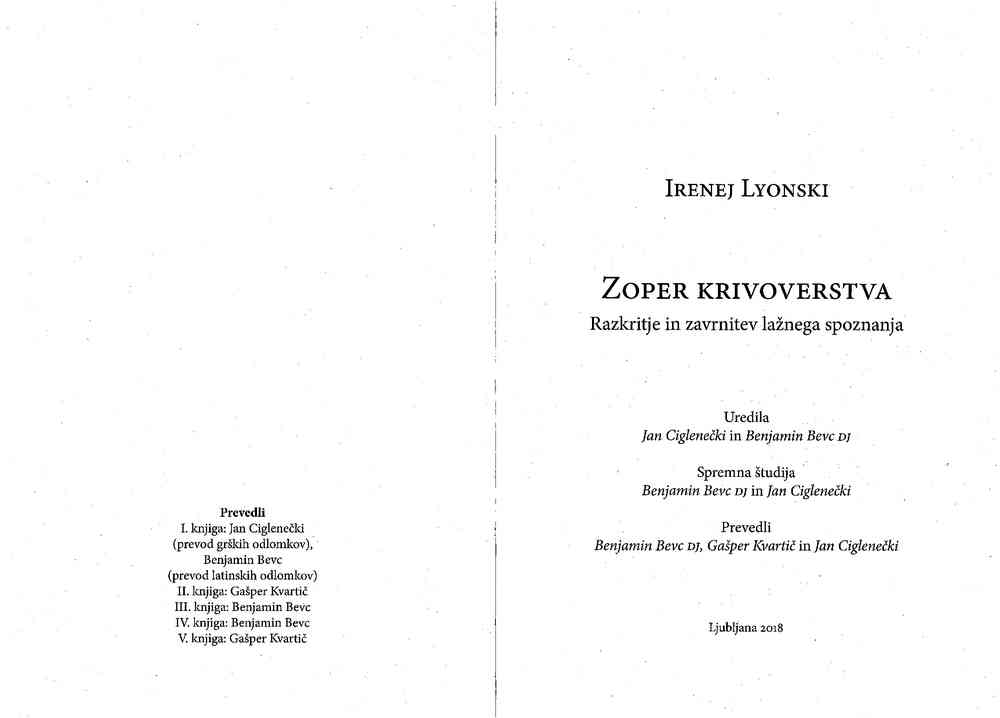 Prevedli
I. knjiga: Jan Ciglenečki
(prevod grških odlomkov),
Benjamin Bevc
(prevod latinskih odlomkov)
II. knjiga: Gašper Kvartič
III. knjiga: Benjamin Bevc
IV. knjiga: Benjamin Bevc
V. knjiga: Gašper Kvartič
Irenej Lyonski
Zoper krivoverstva
Razkritje in zavrnitev lažnega spoznanja
Uredila
Jan Ciglenečki in Benjamin Bevc DJ
Spremna študija
Benjamin Bevc DJ in Jan Ciglenečki
Prevedli
Benjamin Bevc DJ, Gašper Kvartič in Jan Ciglenečki
Ljubljana 2018